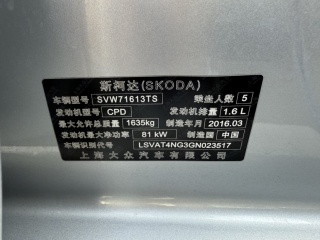 斯柯达(SKODA)
车辆型号 SVW71613TS 乘坐人数 5
发动机型号 CPD 发动机排量 1.6 L
最大允许总质量 1635kg 制造年月 2016.03
发动机最大净功率 81 kW 制造国 中国
车辆识别代号 LSVAT4NG3GN023517
上海大众汽车有限公司